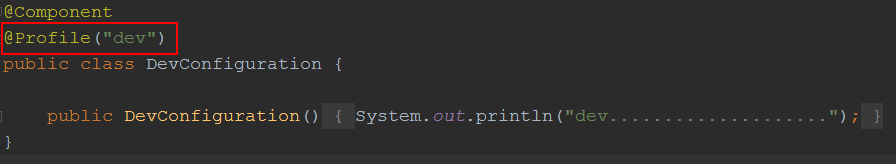 @Component
@Profile("dev")
public class DevConfiguration {
public DevConfiguration() { System.out.println("dev...................."); }
}